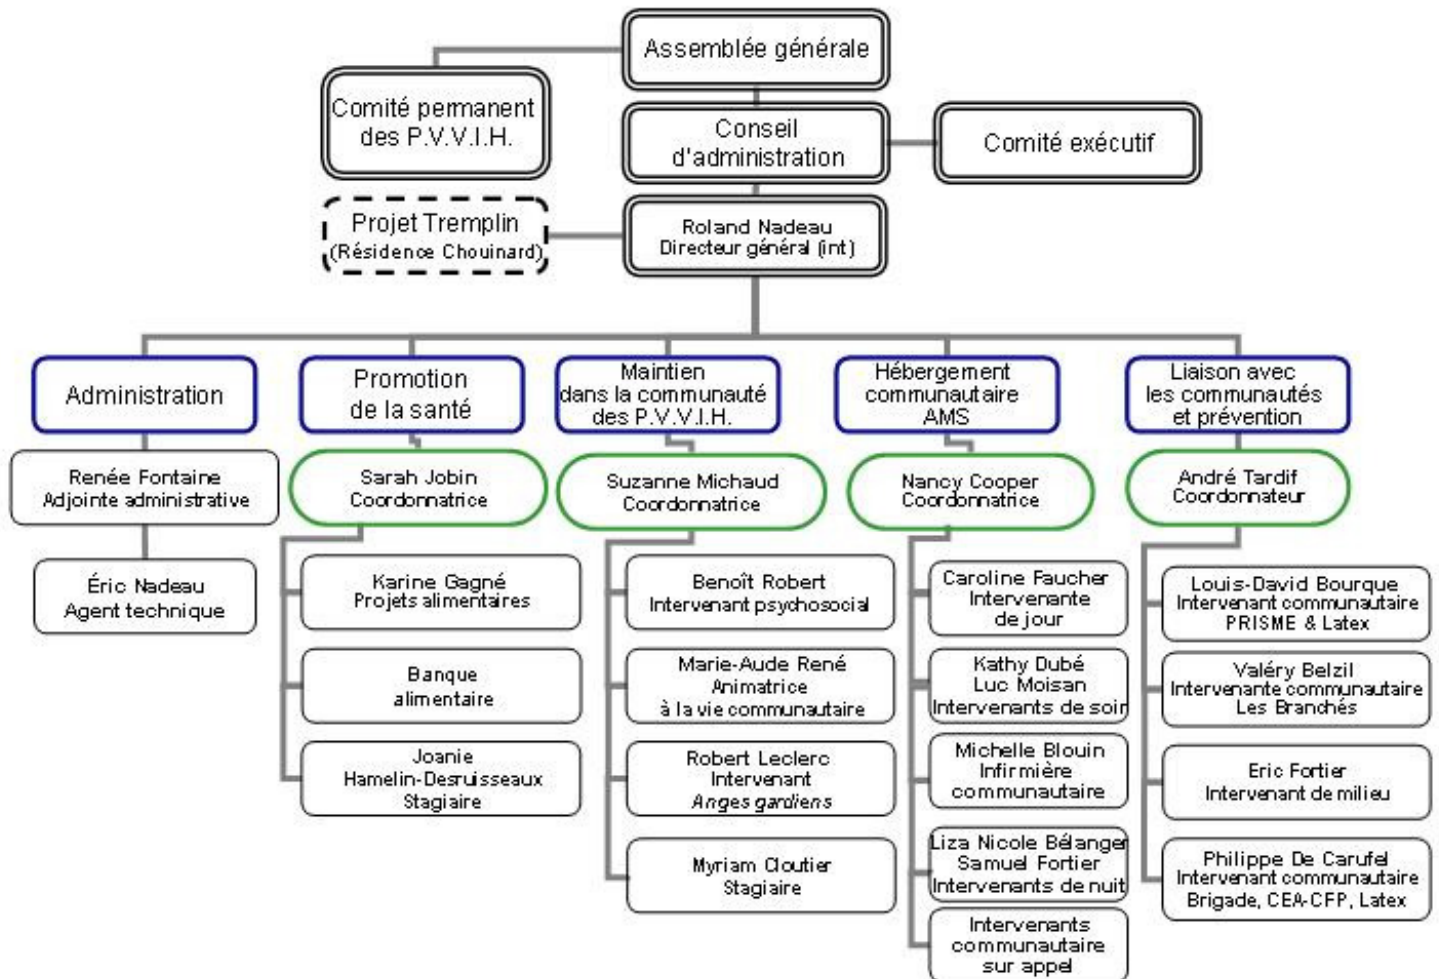 Assemblée générale
Comité permanent
des P.V.V.I.H.
Conseil
d'administration
Comité exécutif
Projet Tremplin
(Résidence Chouinard)
Roland Nadeau
Directeur général (int)
Administration
Renée Fontaine
Adjointe administrative
Éric Nadeau
Agent technique
Promotion
de la santé
Sarah Jobin
Coordonnatrice
Karine Gagné
Projets alimentaires
Banque
alimentaire
Joanie
Hamelin-Desruisseaux
Stagiaire
Maintien
dans la communauté
des P.V.V.I.H.
Suzanne Michaud
Coordonnatrice
Benoît Robert
Intervenant psychosocial
Marie-Aude René
Animatrice
à la vie communautaire
Robert Leclerc
Intervenant
Anges gardiens
Myriam Cloutier
Stagiaire
Hébergement
communautaire
AMS
Nancy Cooper
Coordonnatrice
Caroline Faucher
Intervenante
de jour
Kathy Dubé
Luc Moisan
Intervenants de soir
Michelle Blouin
Infirmière
communautaire
Liza Nicole Bélanger
Samuel Fortier
Intervenants de nuit
Intervenants
communautaire
sur appel
Liaison avec
les communautés
et prévention
André Tardif
Coordonnateur
Louis-David Bourque
Intervenant communautaire
PRISME & Latex
Valéry Belzil
Intervenante communautaire
Les Branchés
Eric Fortier
Intervenant de milieu
Philippe De Carufel
Intervenant communautaire
Brigade, CEA-CFP, Latex